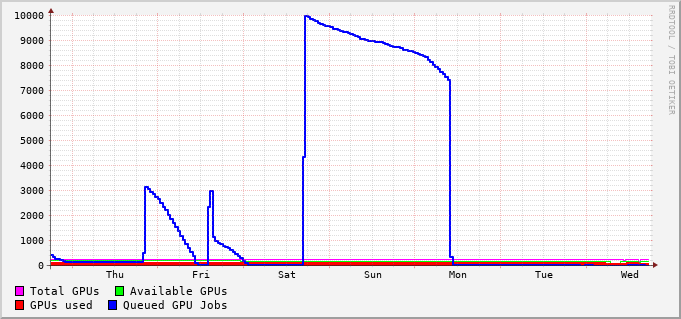 10000
9000
8000
7000
6000
5000
4000
3000
2000
1000
0
Thu Fri Sat Sun Mon Tue Wed
Total GPUs Available GPUs
GPUs used Queued GPU Jobs
RRDTOOL / TOBI OETIKER